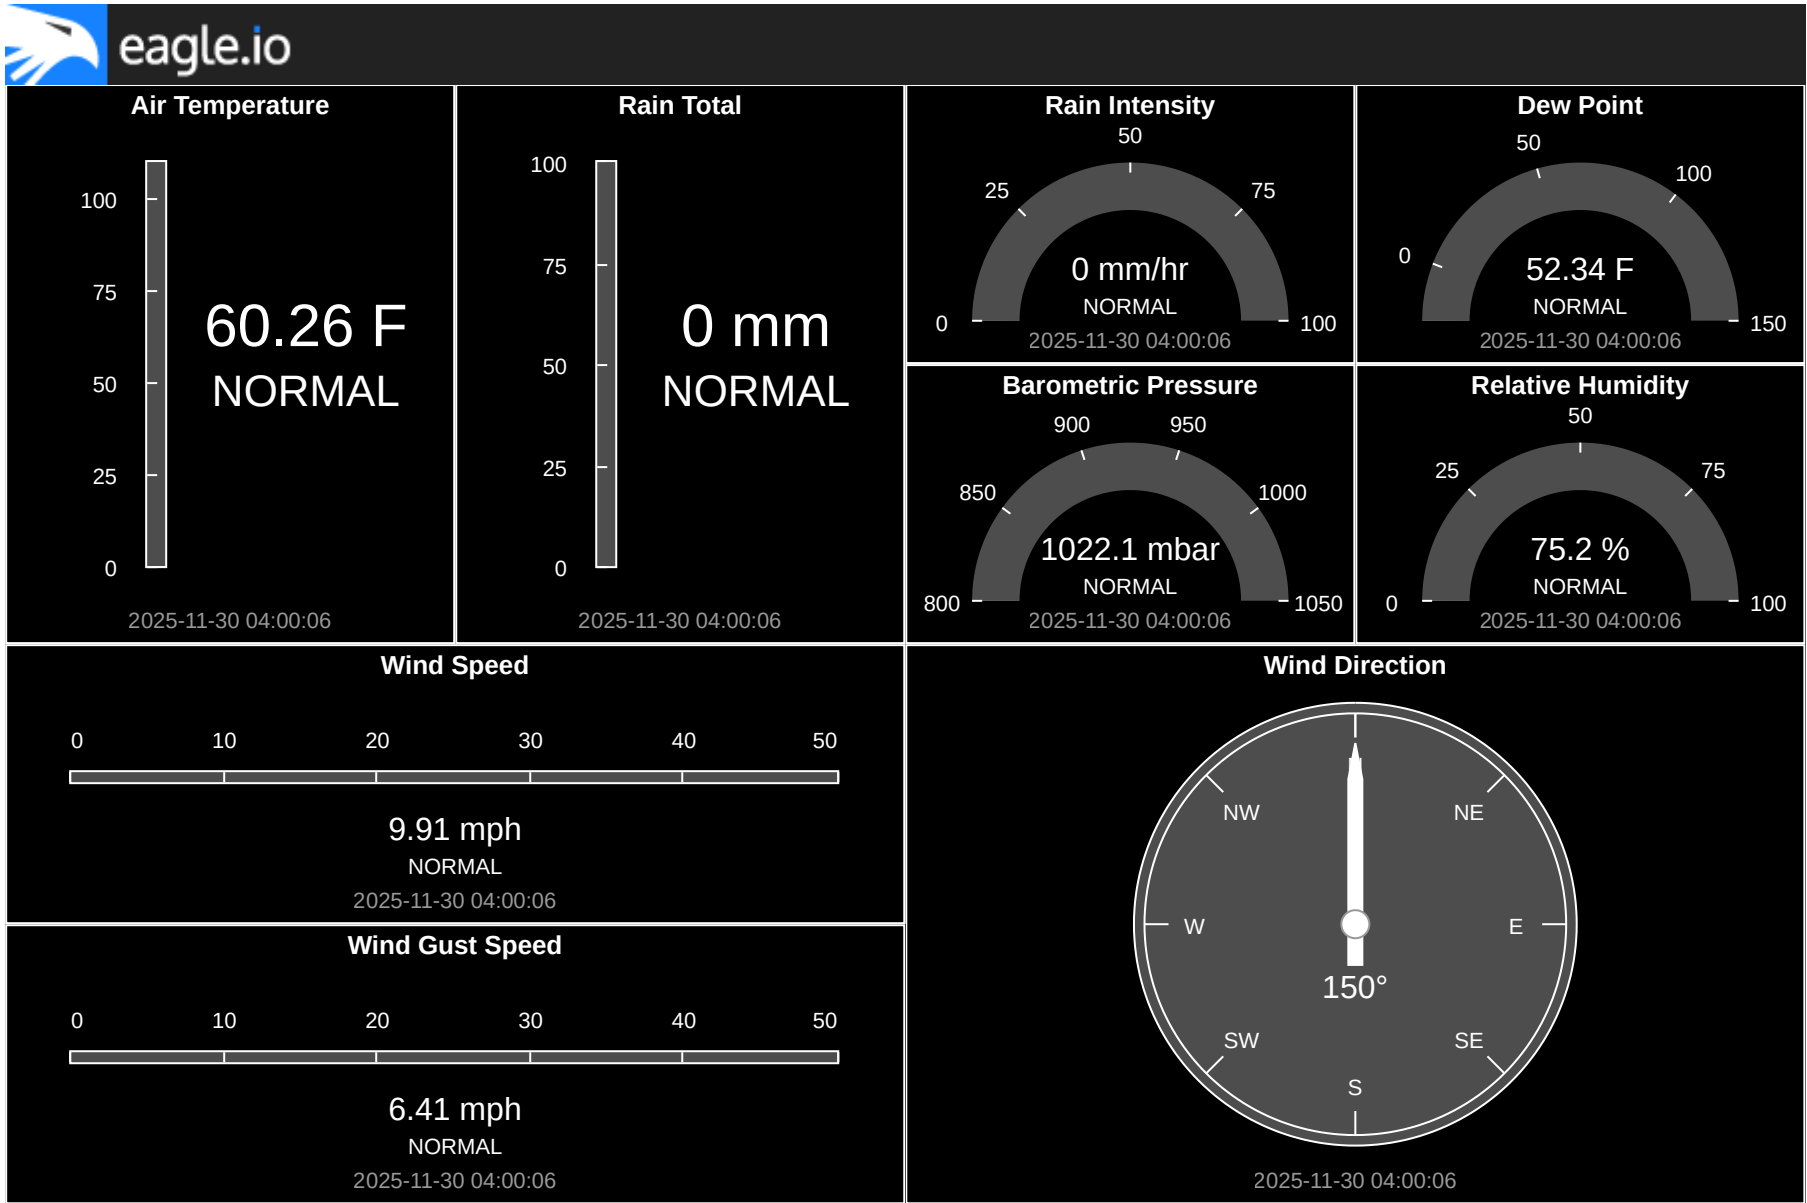 eagle.io
Air Temperature
100
75
50
25
0
60.26 F
NORMAL
2025-11-30 04:00:06
Rain Total
100
75
50
25
0
0 mm
NORMAL
2025-11-30 04:00:06
Rain Intensity
0
25
50
75
100
0 mm/hr
NORMAL
2025-11-30 04:00:06
Dew Point
0
50
100
150
52.34 F
NORMAL
2025-11-30 04:00:06
Barometric Pressure
800
850
900
950
1000
1050
1022.1 mbar
NORMAL
2025-11-30 04:00:06
Relative Humidity
0
25
50
75
100
75.2 %
NORMAL
2025-11-30 04:00:06
Wind Speed
0 10 20 30 40 50
9.91 mph
NORMAL
2025-11-30 04:00:06
Wind Gust Speed
0 10 20 30 40 50
6.41 mph
NORMAL
2025-11-30 04:00:06
Wind Direction
NW NE
W E
150°
SW SE
S
2025-11-30 04:00:06